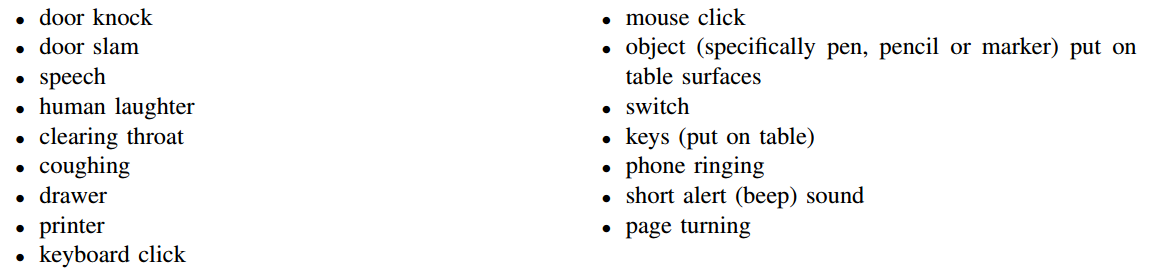 • door knock
• door slam
• speech
• human laughter
• clearing throat
• coughing
• drawer
• printer
• keyboard click
• mouse click
• object (specifically pen, pencil or marker) put on
table surfaces
• switch
• keys (put on table)
• phone ringing
• short alert (beep) sound
• page turning